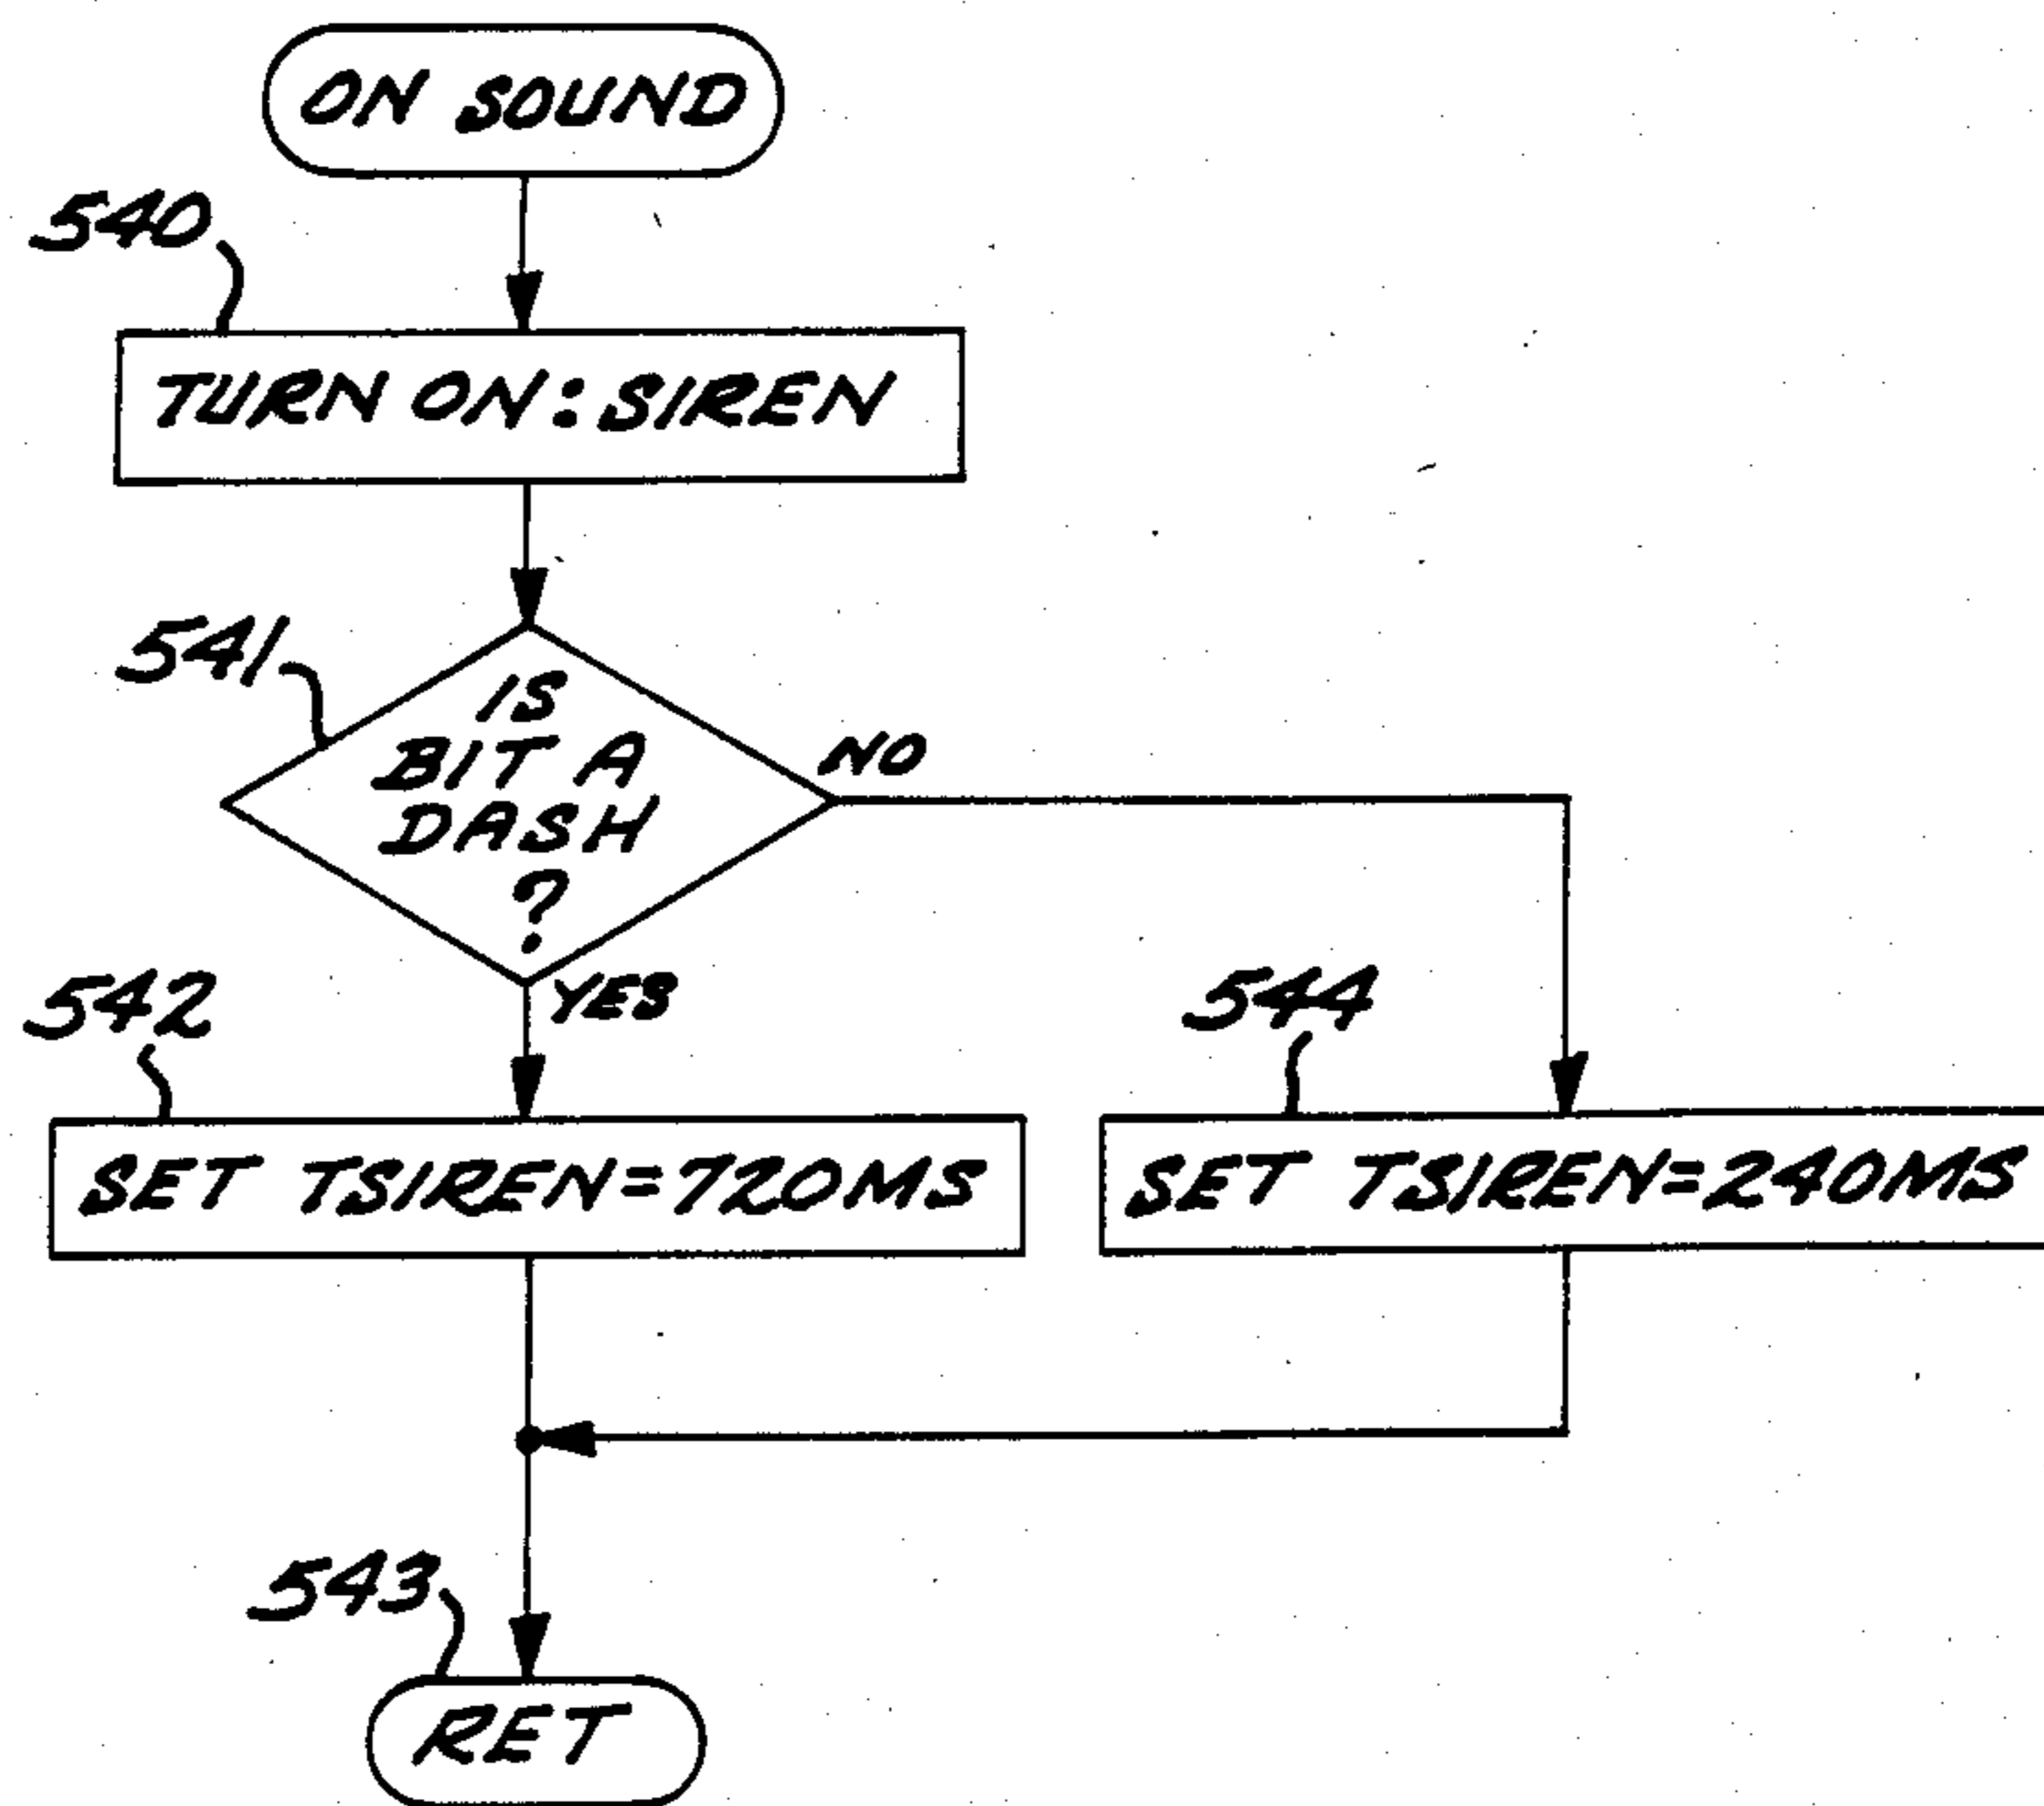 ON SOUND
540
TURN ON: SIREN
541
IS
BIT A
DASH
?
NO
YES
542
544
SET TSIREN=720MS
SET TSIREN=240MS
543
RET